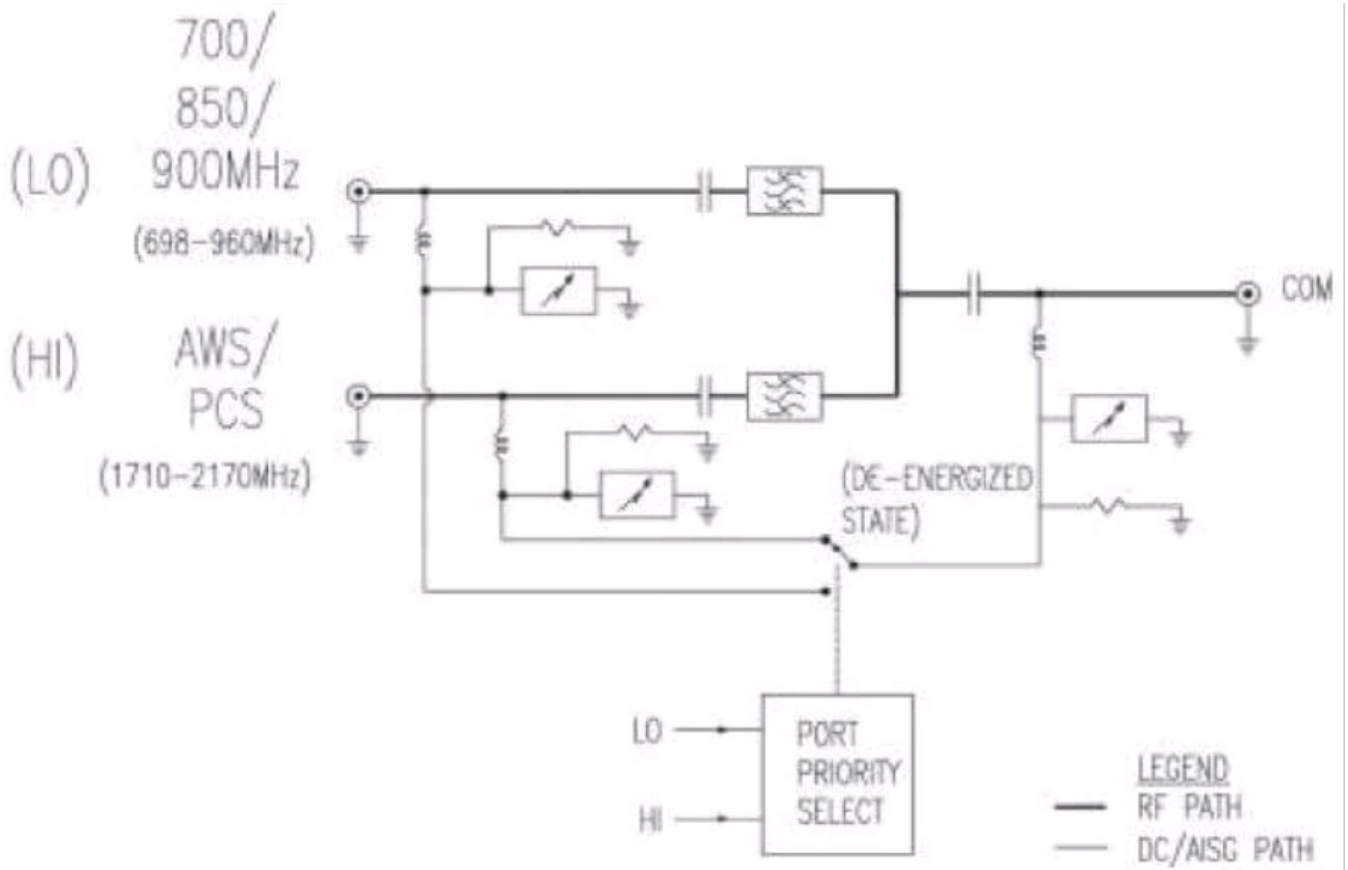 700/
850/
(LO) 900MHz
(698-960MHz)
(HI) AWS/
PCS
(1710-2170MHz)
COM
(DE-ENERGIZED
STATE)
LO
HI
PORT
PRIORITY
SELECT
LEGEND
RF PATH
DC/AISG PATH